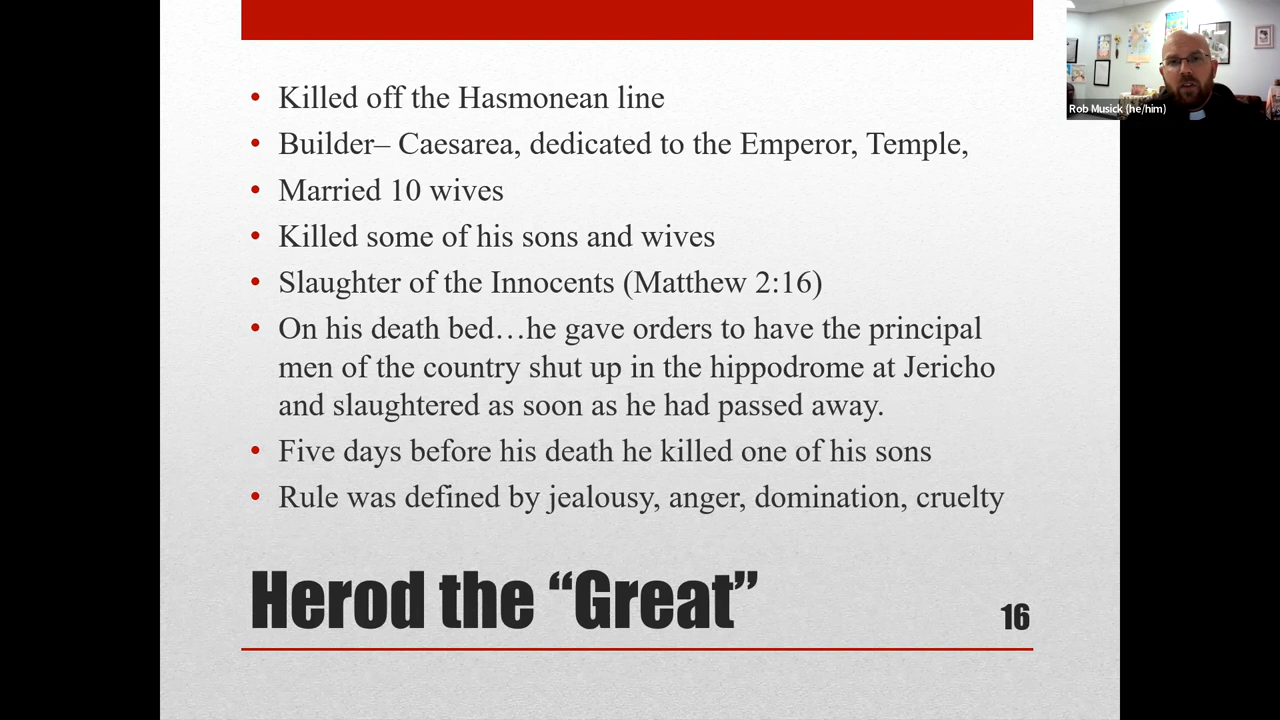 • Killed off the Hasmonean line
• Builder– Caesarea, dedicated to the Emperor, Temple,
• Married 10 wives
• Killed some of his sons and wives
• Slaughter of the Innocents (Matthew 2:16)
• On his death bed…he gave orders to have the principal
men of the country shut up in the hippodrome at Jericho
and slaughtered as soon as he had passed away.
• Five days before his death he killed one of his sons
• Rule was defined by jealousy, anger, domination, cruelty
Herod the “Great”
16
Rob Musick (he/him)